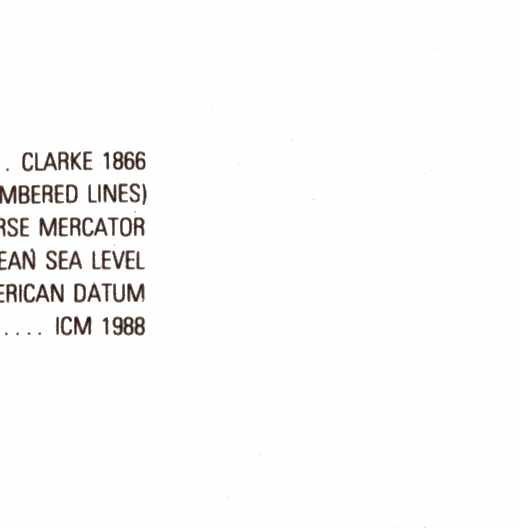 . CLARKE 1866
MBERED LINES)
RSE MERCATOR
EAN SEA LEVEL
ERICAN DATUM
.... ICM 1988